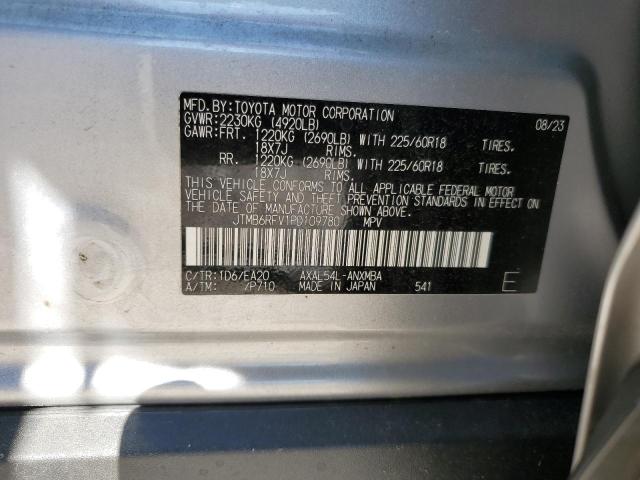 MFD. BY: TOYOTA MOTOR CORPORATION 08/23
GVWR: 2230KG (4920LB)
GAWR: FRT. 1220KG (2690LB) WITH 225/60R18 TIRES.
18X7J RIMS.
RR. 1220KG (2690LB) WITH 225/60R18 TIRES.
18X7J RIMS.
THIS VEHICLE CONFORMS TO ALL APPLICABLE FEDERAL MOTOR
VEHICLE SAFETY AND THEFT PREVENTION STANDARDS IN EFFECT
ON THE DATE OF MANUFACTURE SHOWN ABOVE.
JTMB6RFV1PD109780 MPV
C/TR: 1D6/EA20 AXAL54L-ANXMBA
A/TM: /P710 MADE IN JAPAN 541 E